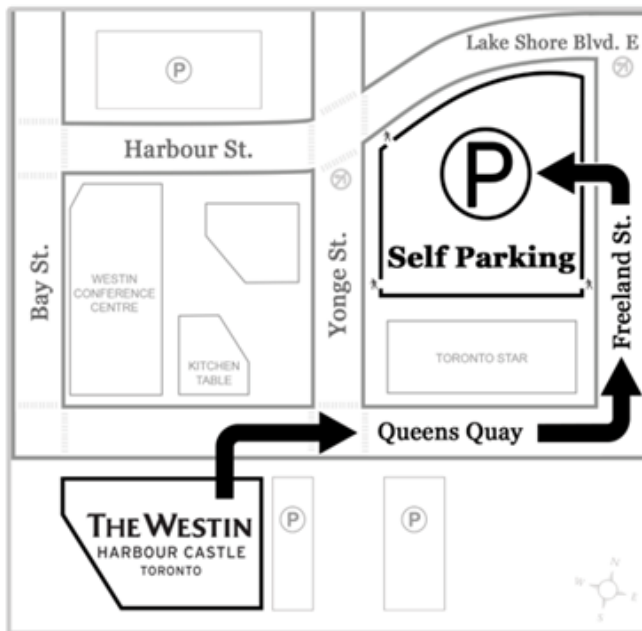 Lake Shore Blvd. E
P
Harbour St.
P
Self Parking
Bay St.
WESTIN
CONFERENCE
CENTRE
Yonge St.
Freeland St.
KITCHEN
TABLE
TORONTO STAR
Queens Quay
THE WESTIN
HARBOUR CASTLE
TORONTO
P
P
N
W
E
S